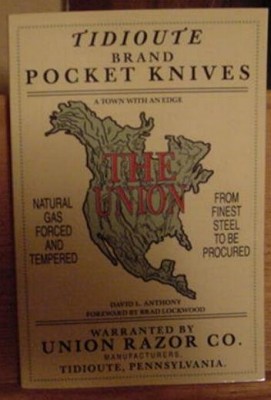 TIDIOUTE
BRAND
POCKET KNIVES
A TOWN WITH AN EDGE
THE
UNION
NATURAL
GAS
FORCED
AND
TEMPERED
FROM
FINEST
STEEL
TO BE
PROCURED
DAVID L. ANTHONY
FOREWORD BY BRAD LOCKWOOD
WARRANTED BY
UNION RAZOR CO.
MANUFACTURERS.
TIDIOUTE, PENNSYLVANIA.